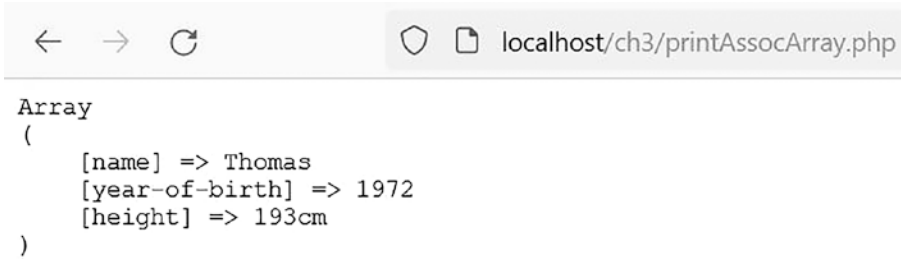 localhost/ch3/printAssocArray.php
Array
(
    [name] => Thomas
    [year-of-birth] => 1972
    [height] => 193cm
)